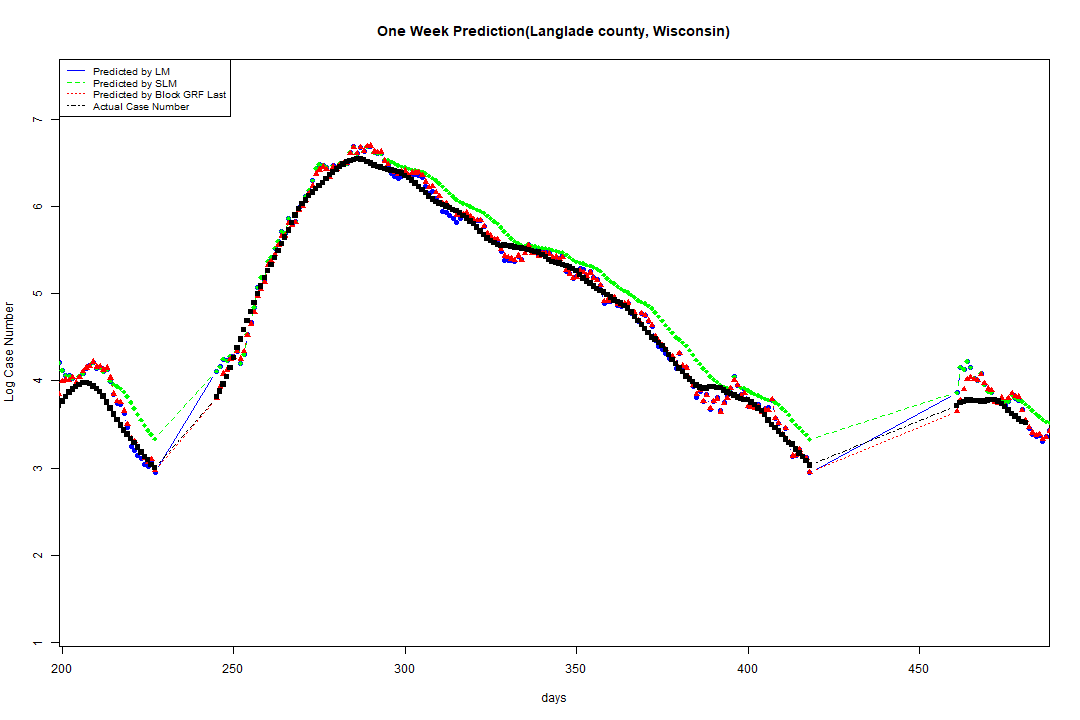 One Week Prediction(Langlade county, Wisconsin)
Predicted by LM
Predicted by SLM
Predicted by Block GRF Last
Actual Case Number
7
6
5
4
3
2
1
Log Case Number
200 250 300 350 400 450
days